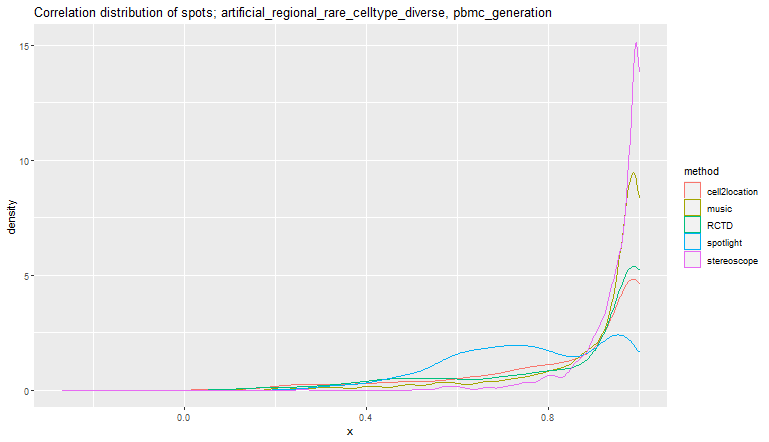 Correlation distribution of spots; artificial_regional_rare_celltype_diverse, pbmc_generation
15
10
5
0
density
0.0
0.4
0.8
x
method
cell2location
music
RCTD
spotlight
stereoscope